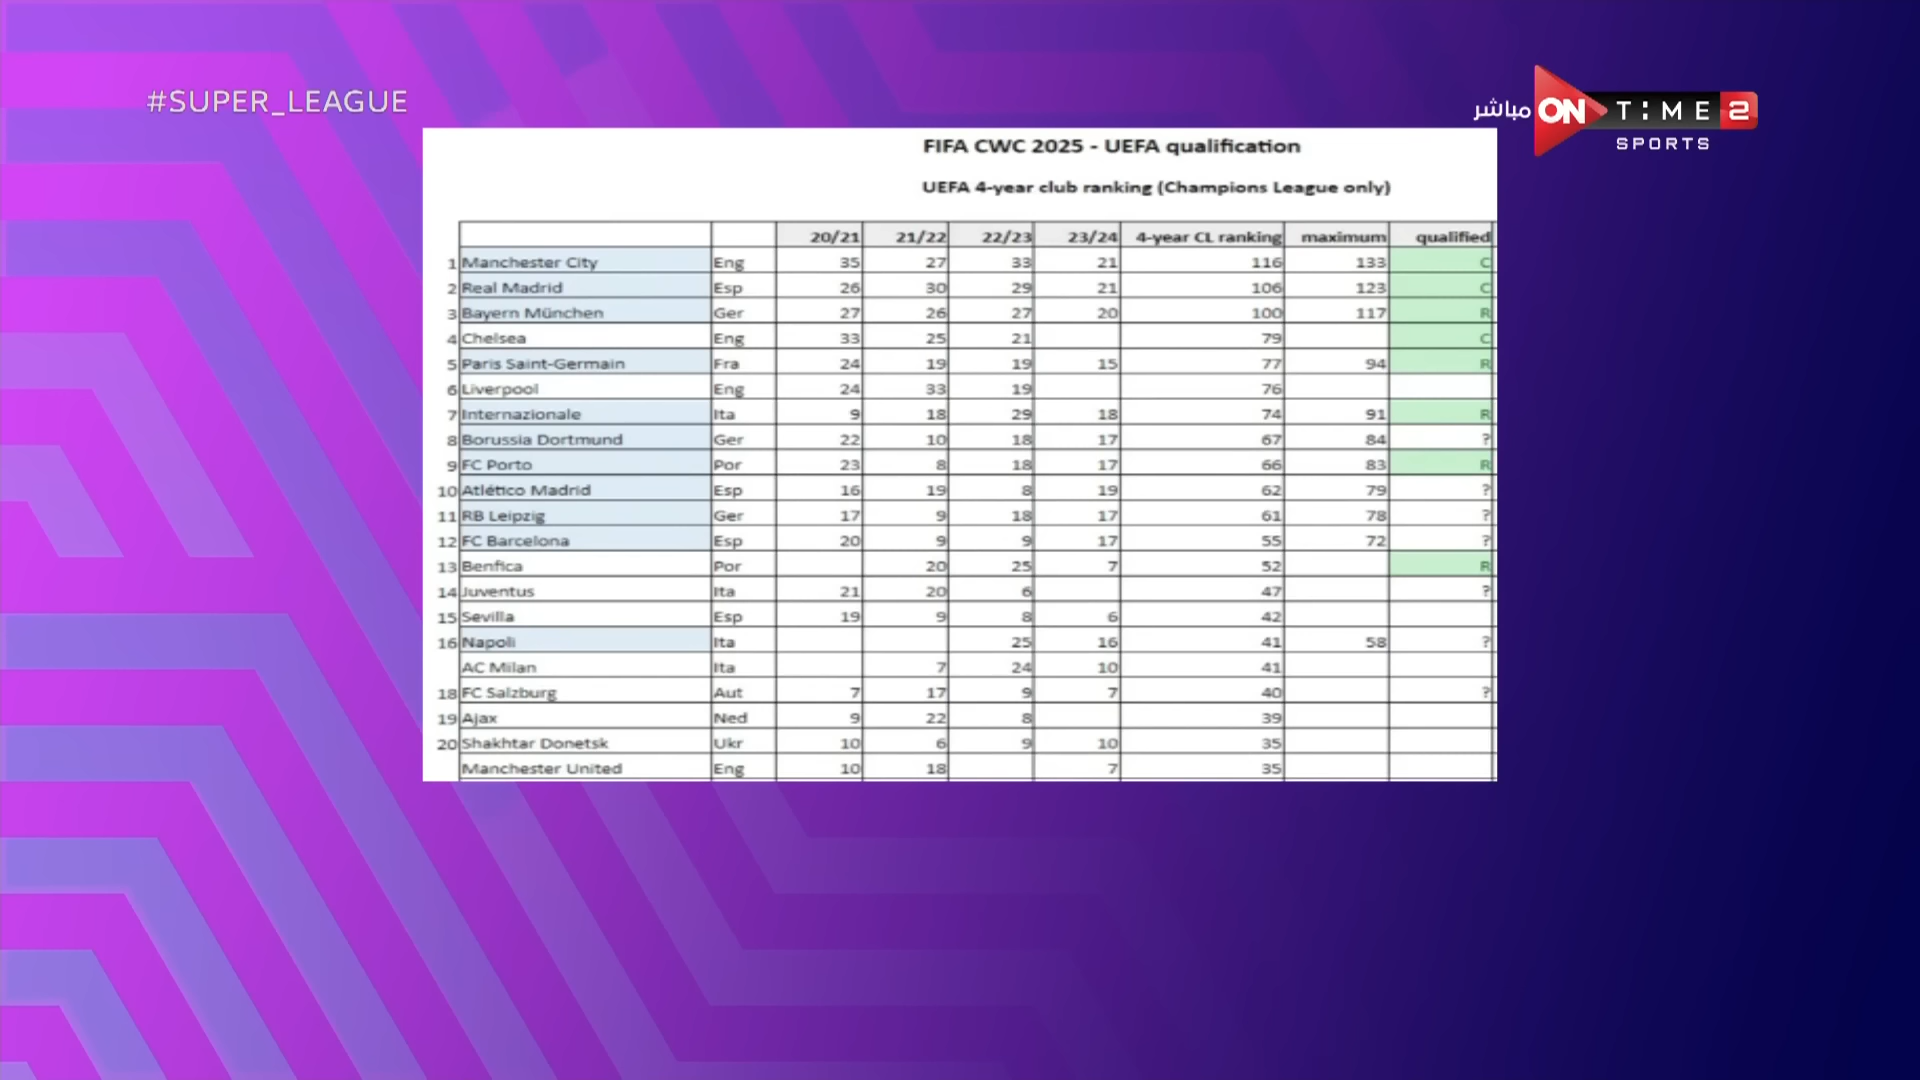 #SUPER_LEAGUE
مباشر ON TIME 2
SPORTS
FIFA CWC 2025 - UEFA qualification
UEFA 4-year club ranking (Champions League only)
20/21 21/22 22/23 23/24 4-year CL ranking maximum qualified
1 Manchester City Eng 35 27 33 21 116 133 C
2 Real Madrid Esp 26 30 29 21 106 123 C
3 Bayern München Ger 27 26 27 20 100 117 R
4 Chelsea Eng 33 25 21 79 C
5 Paris Saint-Germain Fra 24 19 19 15 77 94 R
6 Liverpool Eng 24 33 19 76
7 Internazionale Ita 9 18 29 18 74 91 R
8 Borussia Dortmund Ger 22 10 18 17 67 84 ?
9 FC Porto Por 23 8 18 17 66 83 R
10 Atlético Madrid Esp 16 19 8 19 62 79 ?
11 RB Leipzig Ger 17 9 18 17 61 78 ?
12 FC Barcelona Esp 20 9 9 17 55 72 ?
13 Benfica Por 20 25 7 52 R
14 Juventus Ita 21 20 6 47 ?
15 Sevilla Esp 19 9 8 6 42
16 Napoli Ita 25 16 41 58 ?
AC Milan Ita 7 24 10 41
18 FC Salzburg Aut 7 17 9 7 40 ?
19 Ajax Ned 9 22 8 39
20 Shakhtar Donetsk Ukr 10 6 9 10 35
Manchester United Eng 10 18 7 35